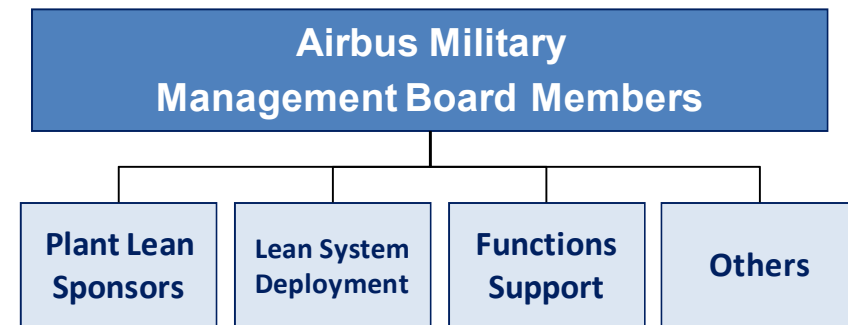 Airbus Military
Management Board Members
Plant Lean
Sponsors
Lean System
Deployment
Functions
Support
Others